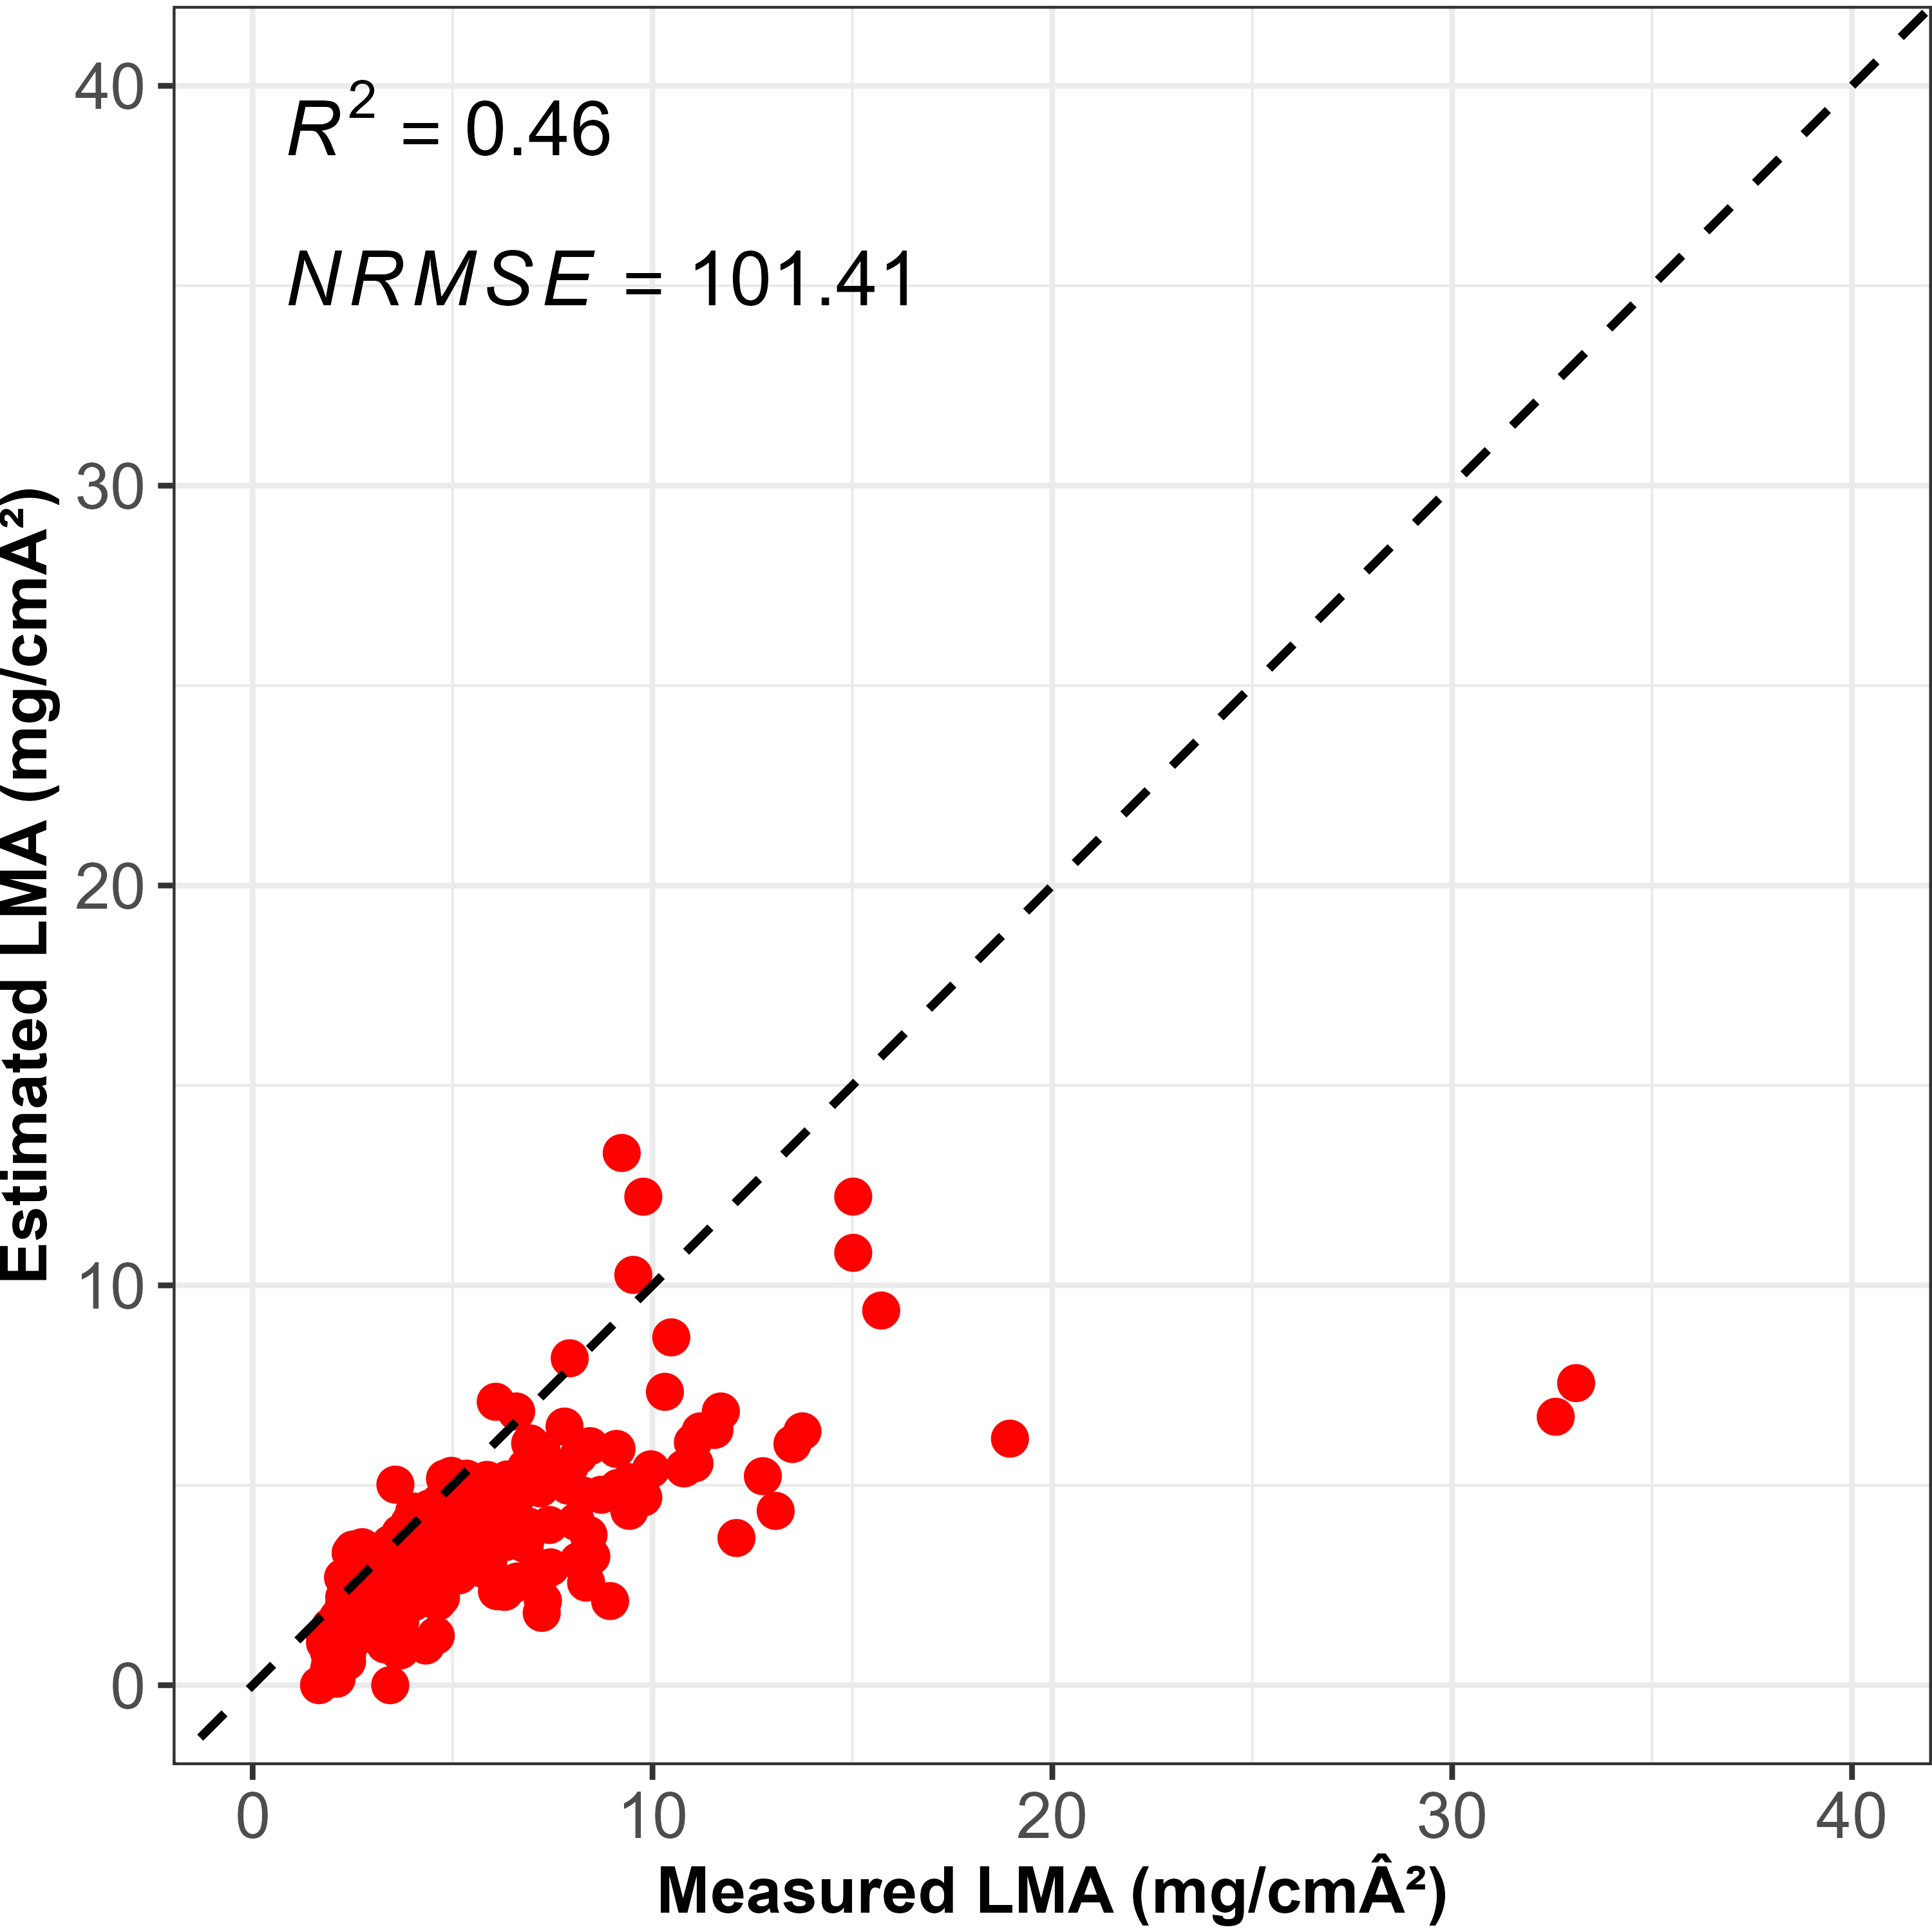 R² = 0.46
NRMSE = 101.41
Estimated LMA (mg/cmÂ²)
40
30
20
10
0
0 10 20 30 40
Measured LMA (mg/cmÂ²)